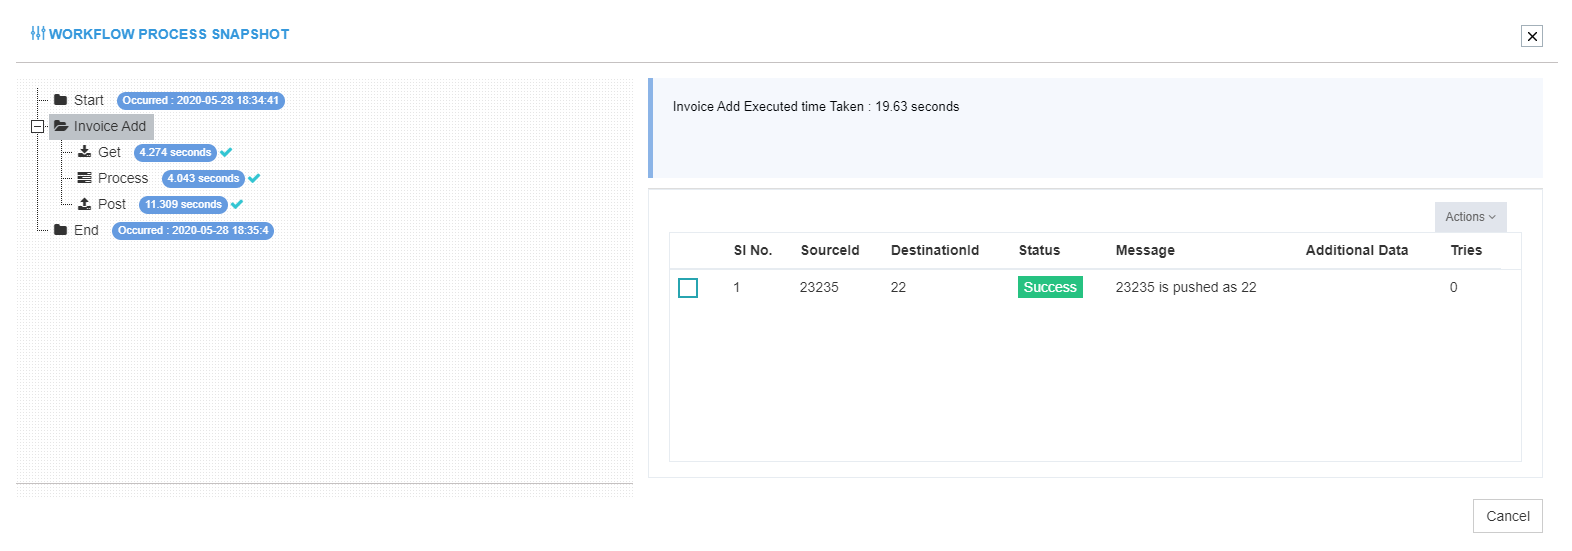 WORKFLOW PROCESS SNAPSHOT
Start Occurred : 2020-05-28 18:34:41
Invoice Add
Get 4.274 seconds
Process 4.043 seconds
Post 11.309 seconds
End Occurred : 2020-05-28 18:35:4
Invoice Add Executed time Taken : 19.63 seconds
Actions
Sl No. SourceId DestinationId Status Message Additional Data Tries
1 23235 22 Success 23235 is pushed as 22 0
Cancel